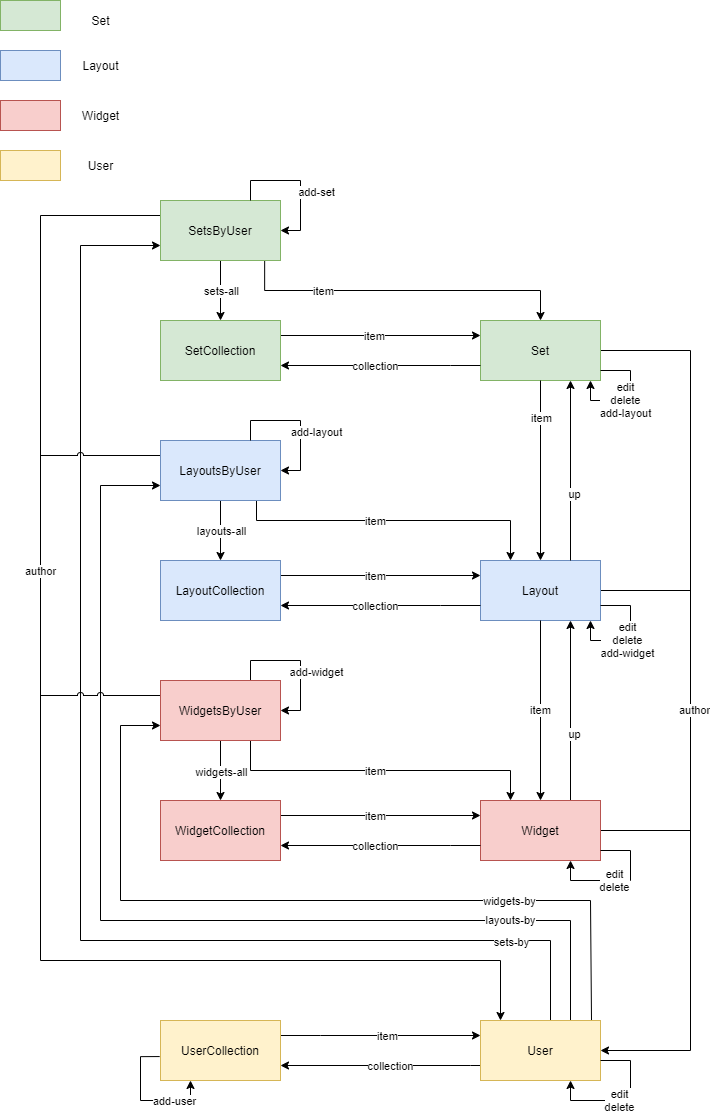 Set
Layout
Widget
User
add-set
SetsByUser
sets-all
item
SetCollection
item
collection
Set
edit
delete
add-layout
item
add-layout
LayoutsByUser
up
item
layouts-all
author
LayoutCollection
item
collection
Layout
edit
delete
add-widget
add-widget
WidgetsByUser
item
author
up
widgets-all
item
WidgetCollection
item
collection
Widget
edit
delete
widgets-by
layouts-by
sets-by
UserCollection
item
collection
User
add-user
edit
delete